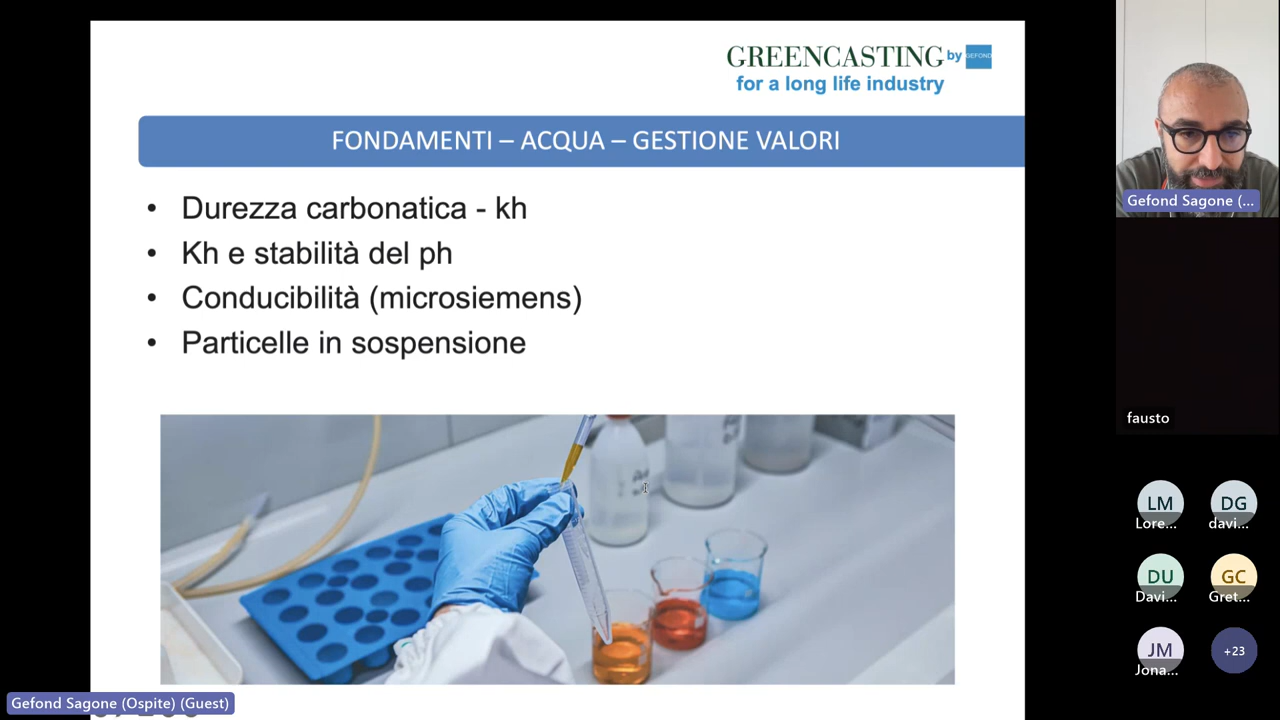 GREENCASTING by GEFOND
for a long life industry
FONDAMENTI – ACQUA – GESTIONE VALORI
• Durezza carbonatica - kh
• Kh e stabilità del ph
• Conducibilità (microsiemens)
• Particelle in sospensione
Gefond Sagone (...
fausto
LM DG
Lore... davi...
DU GC
Davi... Gret...
JM +23
Jona...
Gefond Sagone (Ospite) (Guest)